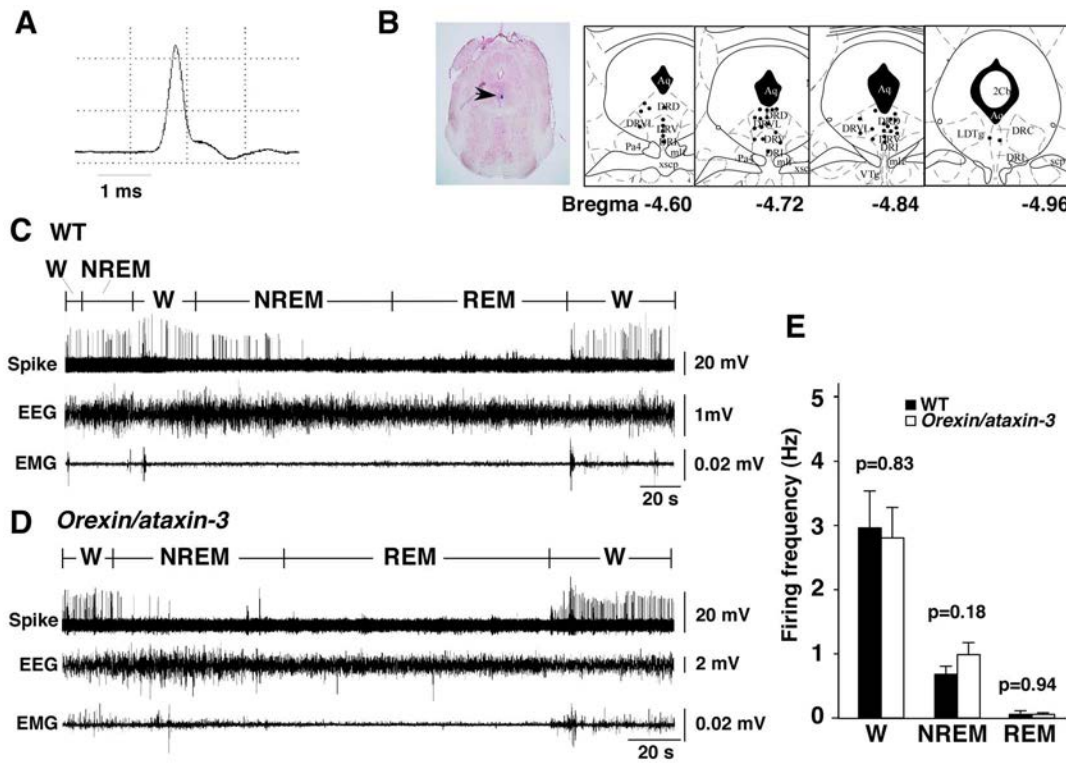 A
1 ms
B
Aq
DRD
DRVL
DRV
DRI
Pa4
mlf
xscp
Aq
DRD
DRVL
DRV
DRI
Pa4
mlf
xsc
Aq
DRD
DRVL
DRV
DRI
mlf
VTg
2Cb
Aq
LDTg
DRC
DRI
scp
Bregma -4.60 -4.72 -4.84 -4.96
C WT
W NREM
W NREM REM W
Spike 20 mV
EEG 1mV
EMG 0.02 mV
20 s
D Orexin/ataxin-3
W NREM REM W
Spike 20 mV
EEG 2 mV
EMG 0.02 mV
20 s
E
Firing frequency (Hz)
5
4
3
2
1
0
WT
Orexin/ataxin-3
p=0.83
p=0.18
p=0.94
W NREM REM